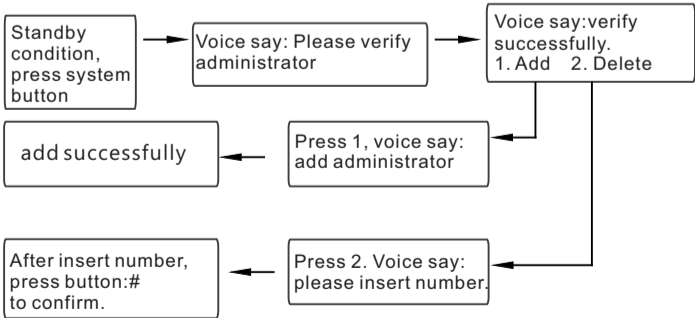 Standby
condition,
press system
button
Voice say: Please verify
administrator
Voice say:verify
successfully.
1. Add 2. Delete
Press 1, voice say:
add administrator
add successfully
Press 2. Voice say:
please insert number.
After insert number,
press button:#
to confirm.